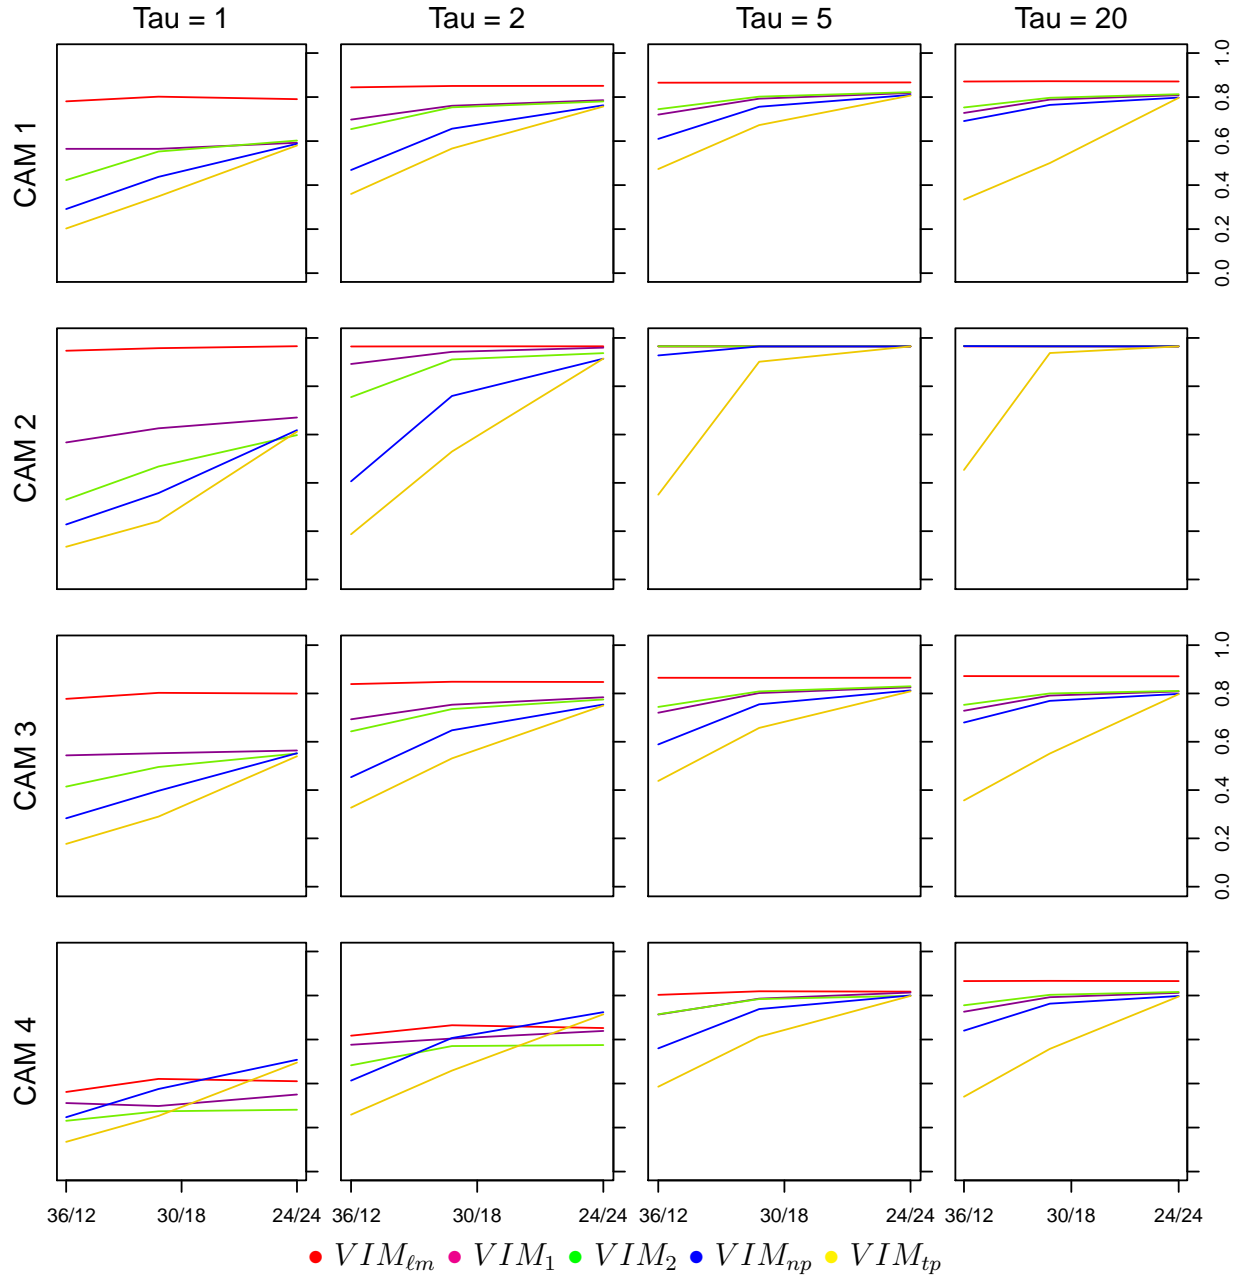 Tau = 1 Tau = 2 Tau = 5 Tau = 20
CAM 1
0.0 0.2 0.4 0.6 0.8 1.0
CAM 2
CAM 3
0.0 0.2 0.4 0.6 0.8 1.0
CAM 4
36/12 30/18 24/24 36/12 30/18 24/24 36/12 30/18 24/24 36/12 30/18 24/24
VIMℓm VIM1 VIM2 VIMnp VIMtp